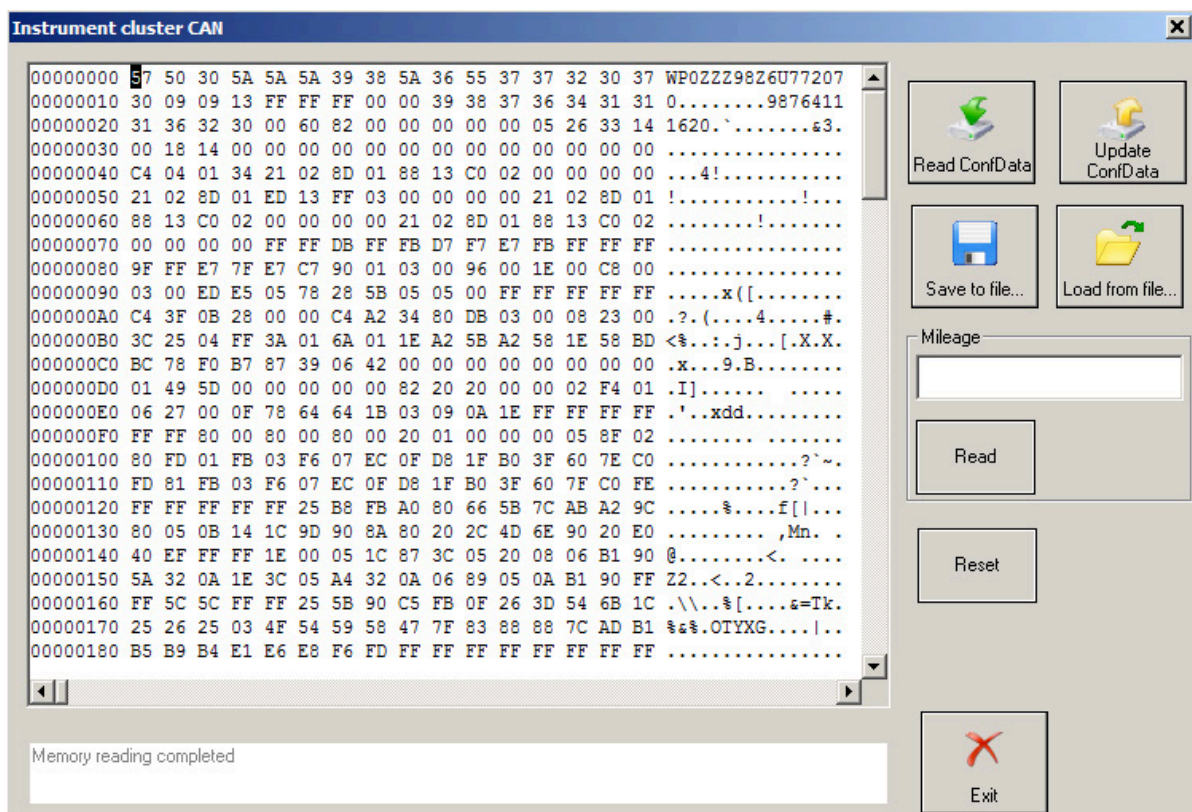 Instrument cluster CAN
00000000 57 50 30 5A 5A 5A 39 38 5A 36 55 37 37 32 30 37 WP0ZZZ98Z6U77207
00000010 30 09 09 13 FF FF FF 00 00 39 38 37 36 34 31 31 0........9876411
00000020 31 36 32 30 00 60 82 00 00 00 00 00 05 26 33 14 1620.`.......&3.
00000030 00 18 14 00 00 00 00 00 00 00 00 00 00 00 00 00 ................
00000040 C4 04 01 34 21 02 8D 01 88 13 C0 02 00 00 00 00 ...4!...........
00000050 21 02 8D 01 ED 13 FF 03 00 00 00 00 21 02 8D 01 !...........!...
00000060 88 13 C0 02 00 00 00 00 21 02 8D 01 88 13 C0 02 ........!.......
00000070 00 00 00 00 FF FF DB FF FB D7 F7 E7 FB FF FF FF ................
00000080 9F FF E7 7F E7 C7 90 01 03 00 96 00 1E 00 C8 00 ................
00000090 03 00 ED E5 05 78 28 5B 05 05 00 FF FF FF FF FF .....x([........
000000A0 C4 3F 0B 28 00 00 C4 A2 34 80 DB 03 00 08 23 00 .?.(....4.....#.
000000B0 3C 25 04 FF 3A 01 6A 01 1E A2 5B A2 58 1E 58 BD <%..:.j...[.X.X.
000000C0 BC 78 F0 B7 87 39 06 42 00 00 00 00 00 00 00 00 .x...9.B........
000000D0 01 49 5D 00 00 00 00 00 82 20 20 00 00 02 F4 01 .I]......  .....
000000E0 06 27 00 0F 78 64 64 1B 03 09 0A 1E FF FF FF FF .'..xdd.........
000000F0 FF FF 80 00 80 00 80 00 20 01 00 00 00 05 8F 02 ........ .......
00000100 80 FD 01 FB 03 F6 07 EC 0F D8 1F B0 3F 60 7E C0 ............?`~.
00000110 FD 81 FB 03 F6 07 EC 0F D8 1F B0 3F 60 7F C0 FE ...........?`...
00000120 FF FF FF FF FF 25 B8 FB A0 80 66 5B 7C AB A2 9C .....%....f[|...
00000130 80 05 0B 14 1C 9D 90 8A 80 20 2C 4D 6E 90 20 E0 ......... ,Mn. .
00000140 40 EF FF FF 1E 00 05 1C 87 3C 05 20 08 06 B1 90 @........<. ....
00000150 5A 32 0A 1E 3C 05 A4 32 0A 06 89 05 0A B1 90 FF Z2..<..2........
00000160 FF 5C 5C FF FF 25 5B 90 C5 FB 0F 26 3D 54 6B 1C .\\..%[....&=Tk.
00000170 25 26 25 03 4F 54 59 58 47 7F 83 88 88 7C AD B1 %&%.OTYXG....|..
00000180 B5 B9 B4 E1 E6 E8 F6 FD FF FF FF FF FF FF FF FF ................
Read ConfData
Update
ConfData
Save to file...
Load from file...
Mileage
Read
Reset
Memory reading completed
Exit